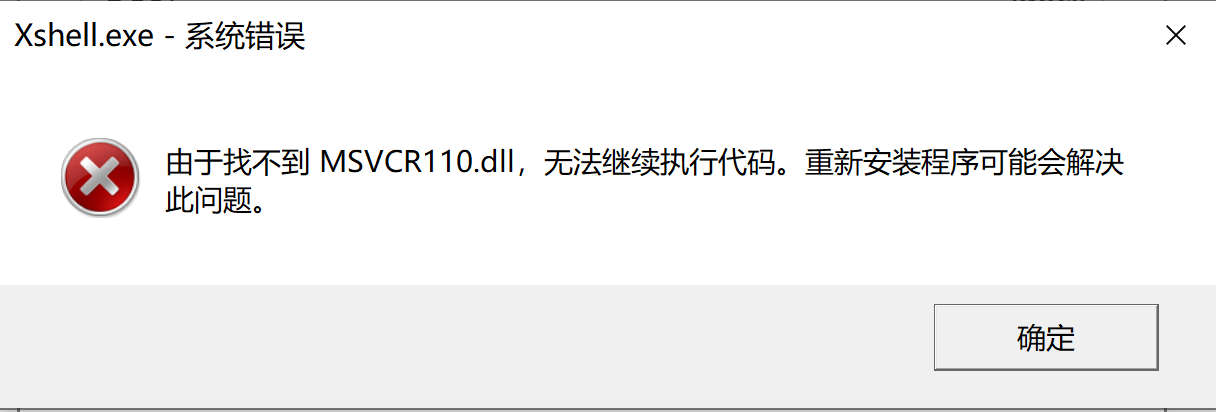 Xshell.exe - 系统错误
由于找不到 MSVCR110.dll，无法继续执行代码。重新安装程序可能会解决
此问题。
确定